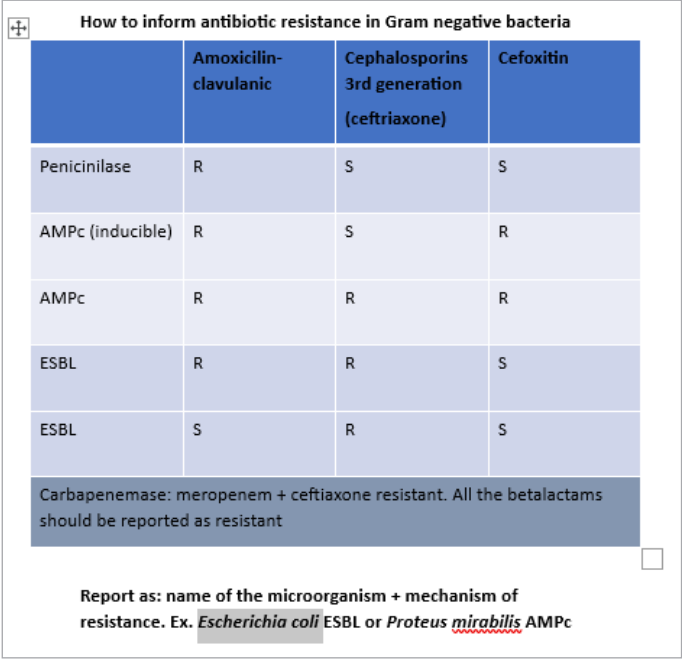 How to inform antibiotic resistance in Gram negative bacteria
Amoxicilin-
clavulanic
Cephalosporins
3rd generation
(ceftriaxone)
Cefoxitin
Penicinilase R S S
AMPc (inducible) R S R
AMPc R R R
ESBL R R S
ESBL S R S
Carbapenemase: meropenem + ceftiaxone resistant. All the betalactams
should be reported as resistant
Report as: name of the microorganism + mechanism of
resistance. Ex. Escherichia coli ESBL or Proteus mirabilis AMPc